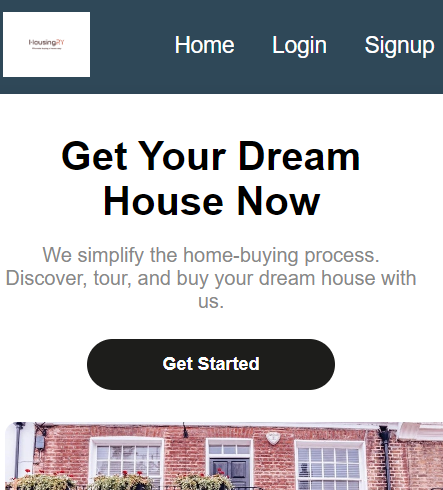 HousingRY
Home Login Signup
Get Your Dream
House Now
We simplify the home-buying process.
Discover, tour, and buy your dream house with
us.
Get Started